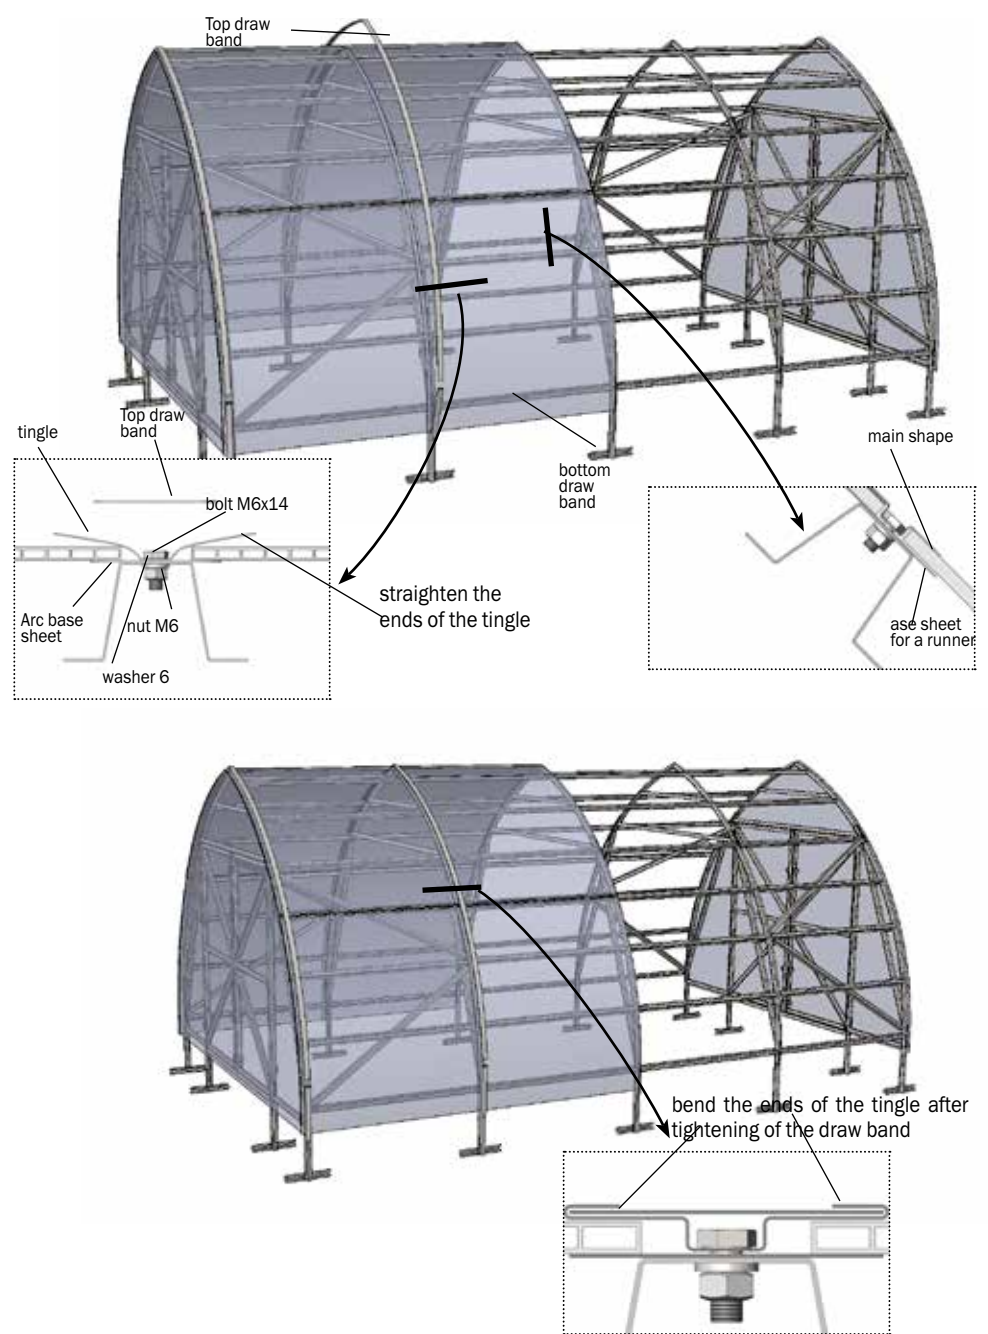 Top draw
band
Top draw
band
tingle
bolt M6x14
Arc base
sheet
nut M6
washer 6
straighten the
ends of the tingle
bottom
draw
band
main shape
ase sheet
for a runner
bend the ends of the tingle after
tightening of the draw band